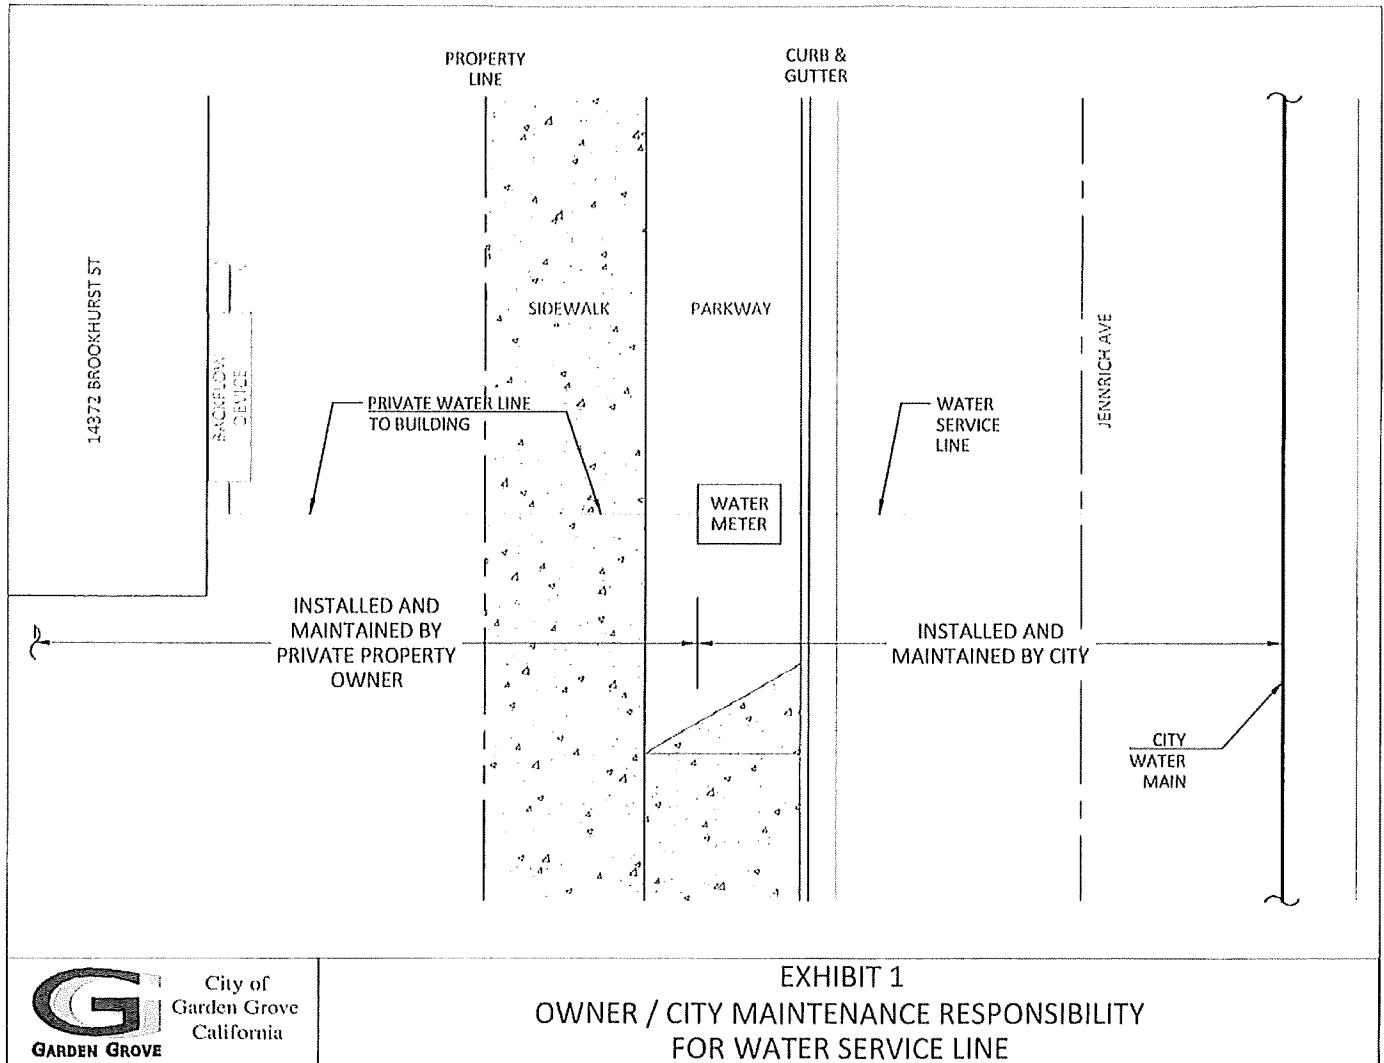 PROPERTY
LINE
CURB &
GUTTER
14372 BROOKHURST ST
BACKFLOW
DEVICE
SIDEWALK
PARKWAY
JENNRICH AVE
PRIVATE WATER LINE
TO BUILDING
WATER
SERVICE
LINE
WATER
METER
INSTALLED AND
MAINTAINED BY
PRIVATE PROPERTY
OWNER
INSTALLED AND
MAINTAINED BY CITY
CITY
WATER
MAIN
GARDEN GROVE
City of
Garden Grove
California
EXHIBIT 1
OWNER / CITY MAINTENANCE RESPONSIBILITY
FOR WATER SERVICE LINE